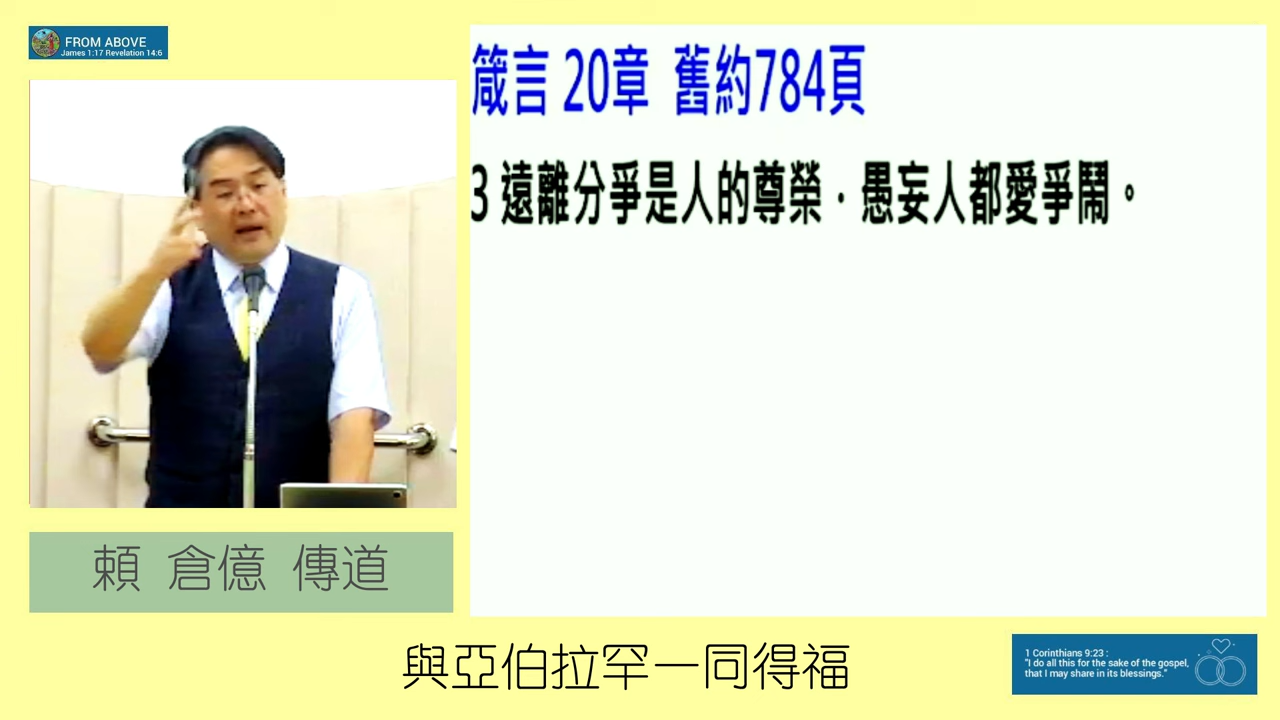 FROM ABOVE
James 1:17 Revelation 14:6
箴言 20章 舊約784頁
3 遠離分爭是人的尊榮．愚妄人都愛爭鬧。
賴 倉億 傳道
與亞伯拉罕一同得福
1 Corinthians 9:23 :
"I do all this for the sake of the gospel,
that I may share in its blessings."